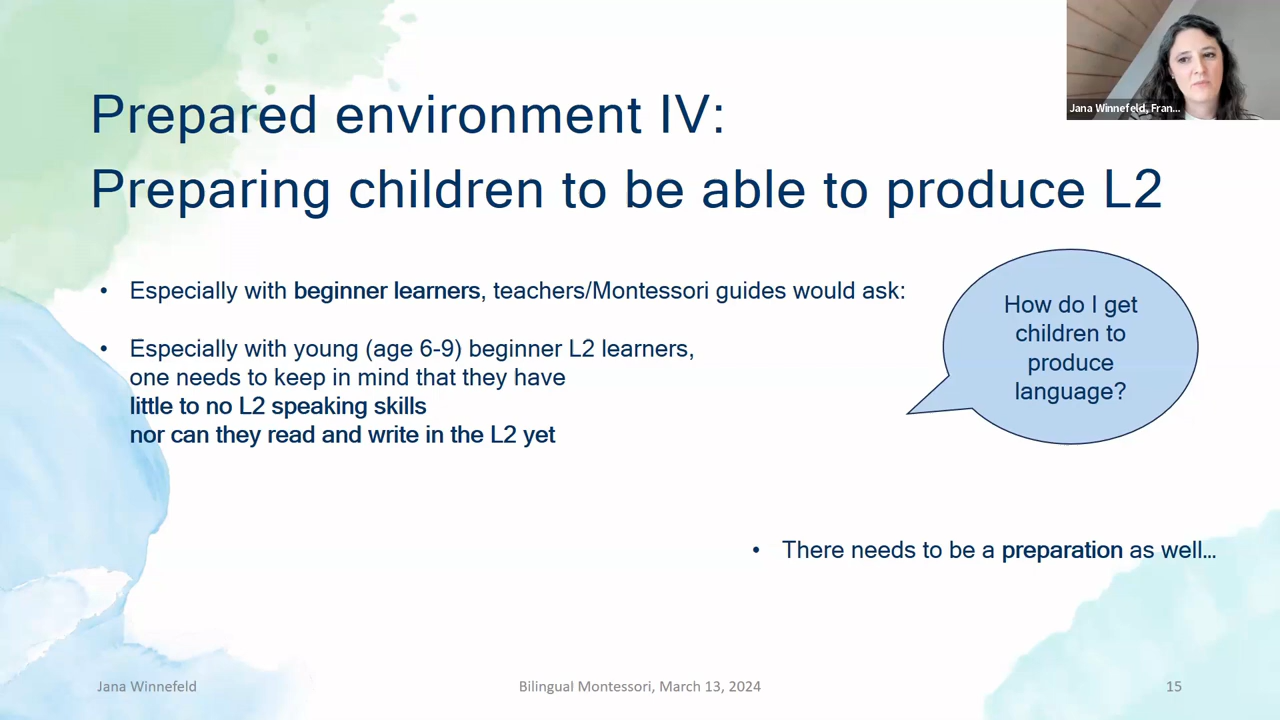 Jana Winnefeld, Fran...
Prepared environment IV:
Preparing children to be able to produce L2
• Especially with beginner learners, teachers/Montessori guides would ask:
• Especially with young (age 6-9) beginner L2 learners,
one needs to keep in mind that they have
little to no L2 speaking skills
nor can they read and write in the L2 yet
How do I get
children to
produce
language?
• There needs to be a preparation as well...
Jana Winnefeld
Bilingual Montessori, March 13, 2024
15